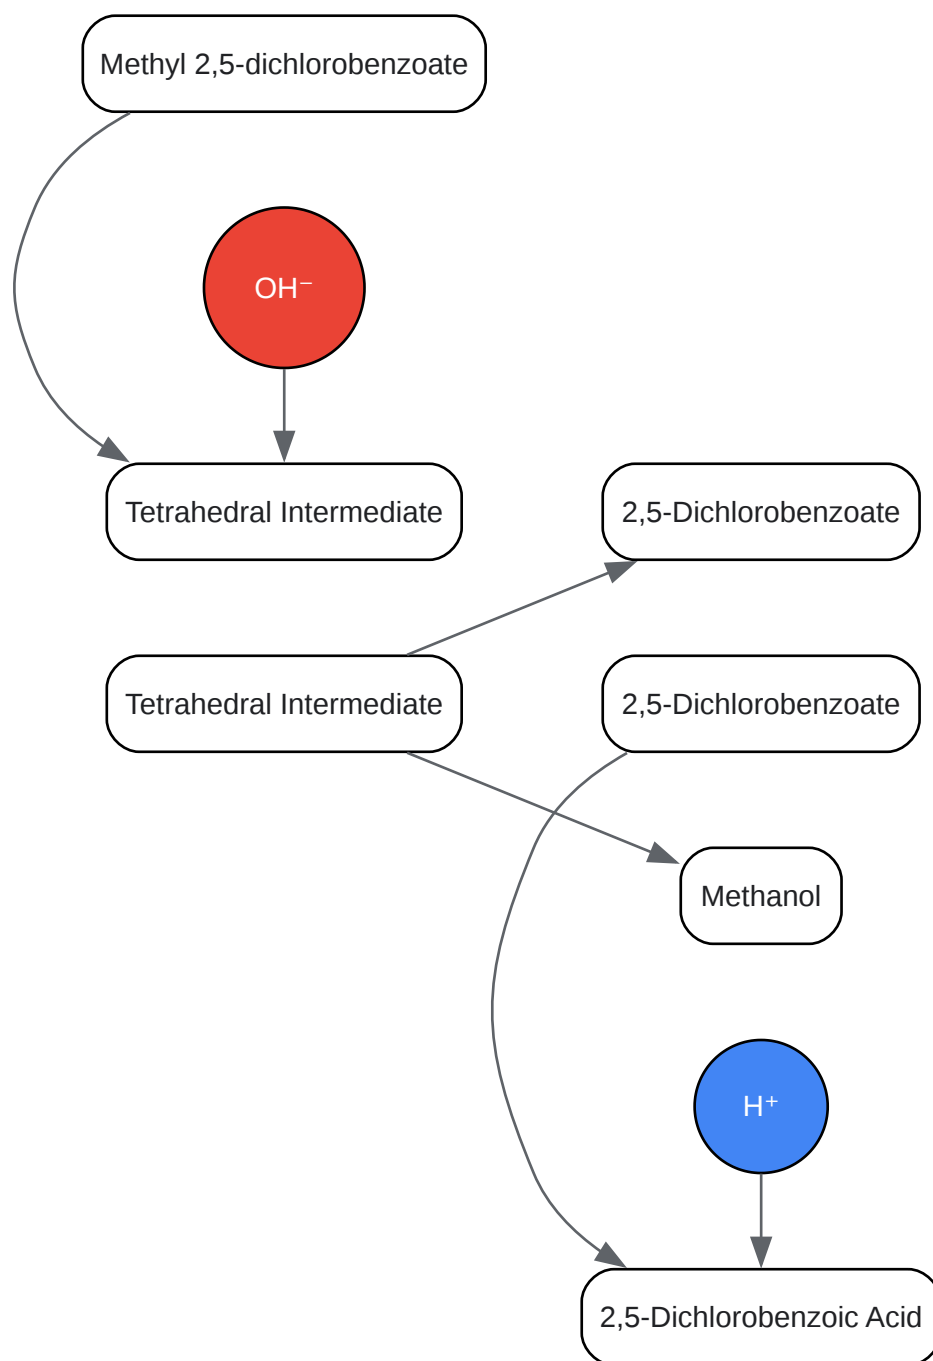 Methyl 2,5-dichlorobenzoate
OH⁻
Tetrahedral Intermediate
2,5-Dichlorobenzoate
Tetrahedral Intermediate
2,5-Dichlorobenzoate
Methanol
H⁺
2,5-Dichlorobenzoic Acid